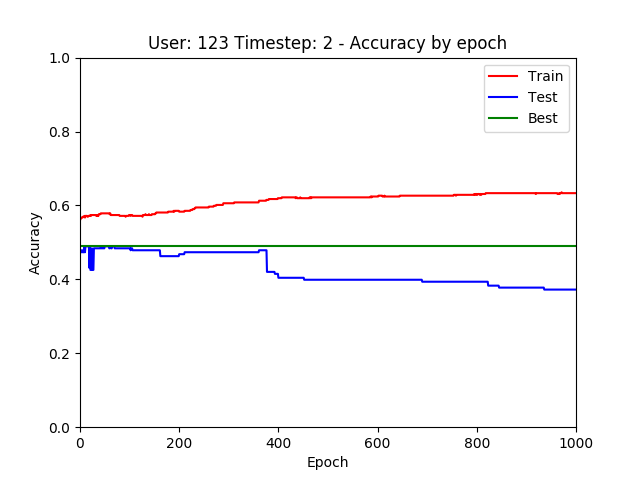 User: 123 Timestep: 2 - Accuracy by epoch
1.0
0.8
0.6
0.4
0.2
0.0
Accuracy
Train
Test
Best
0 200 400 600 800 1000
Epoch